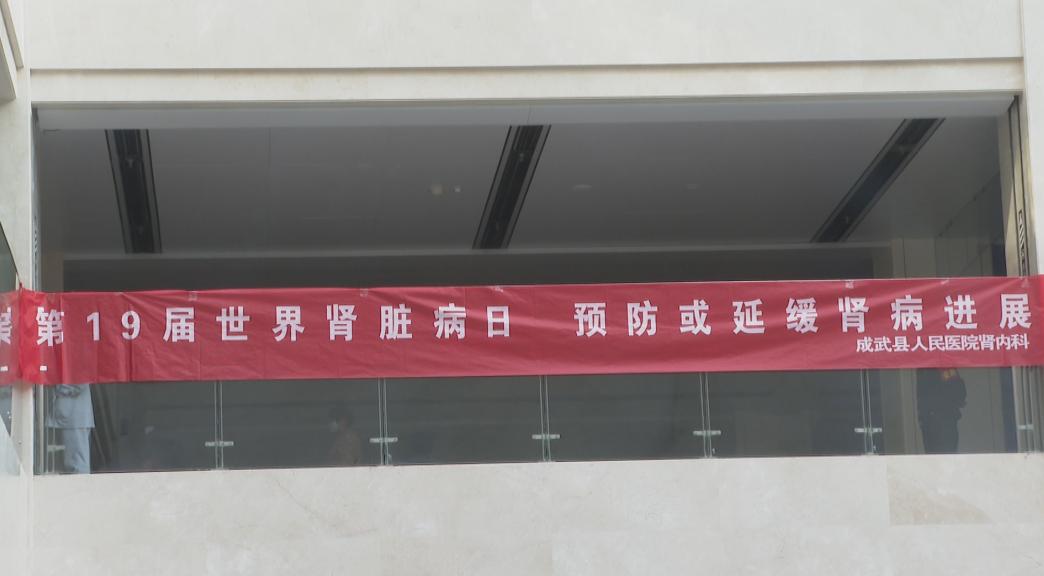 第19届世界肾脏病日 预防或延缓肾病进展
成武县人民医院肾内科